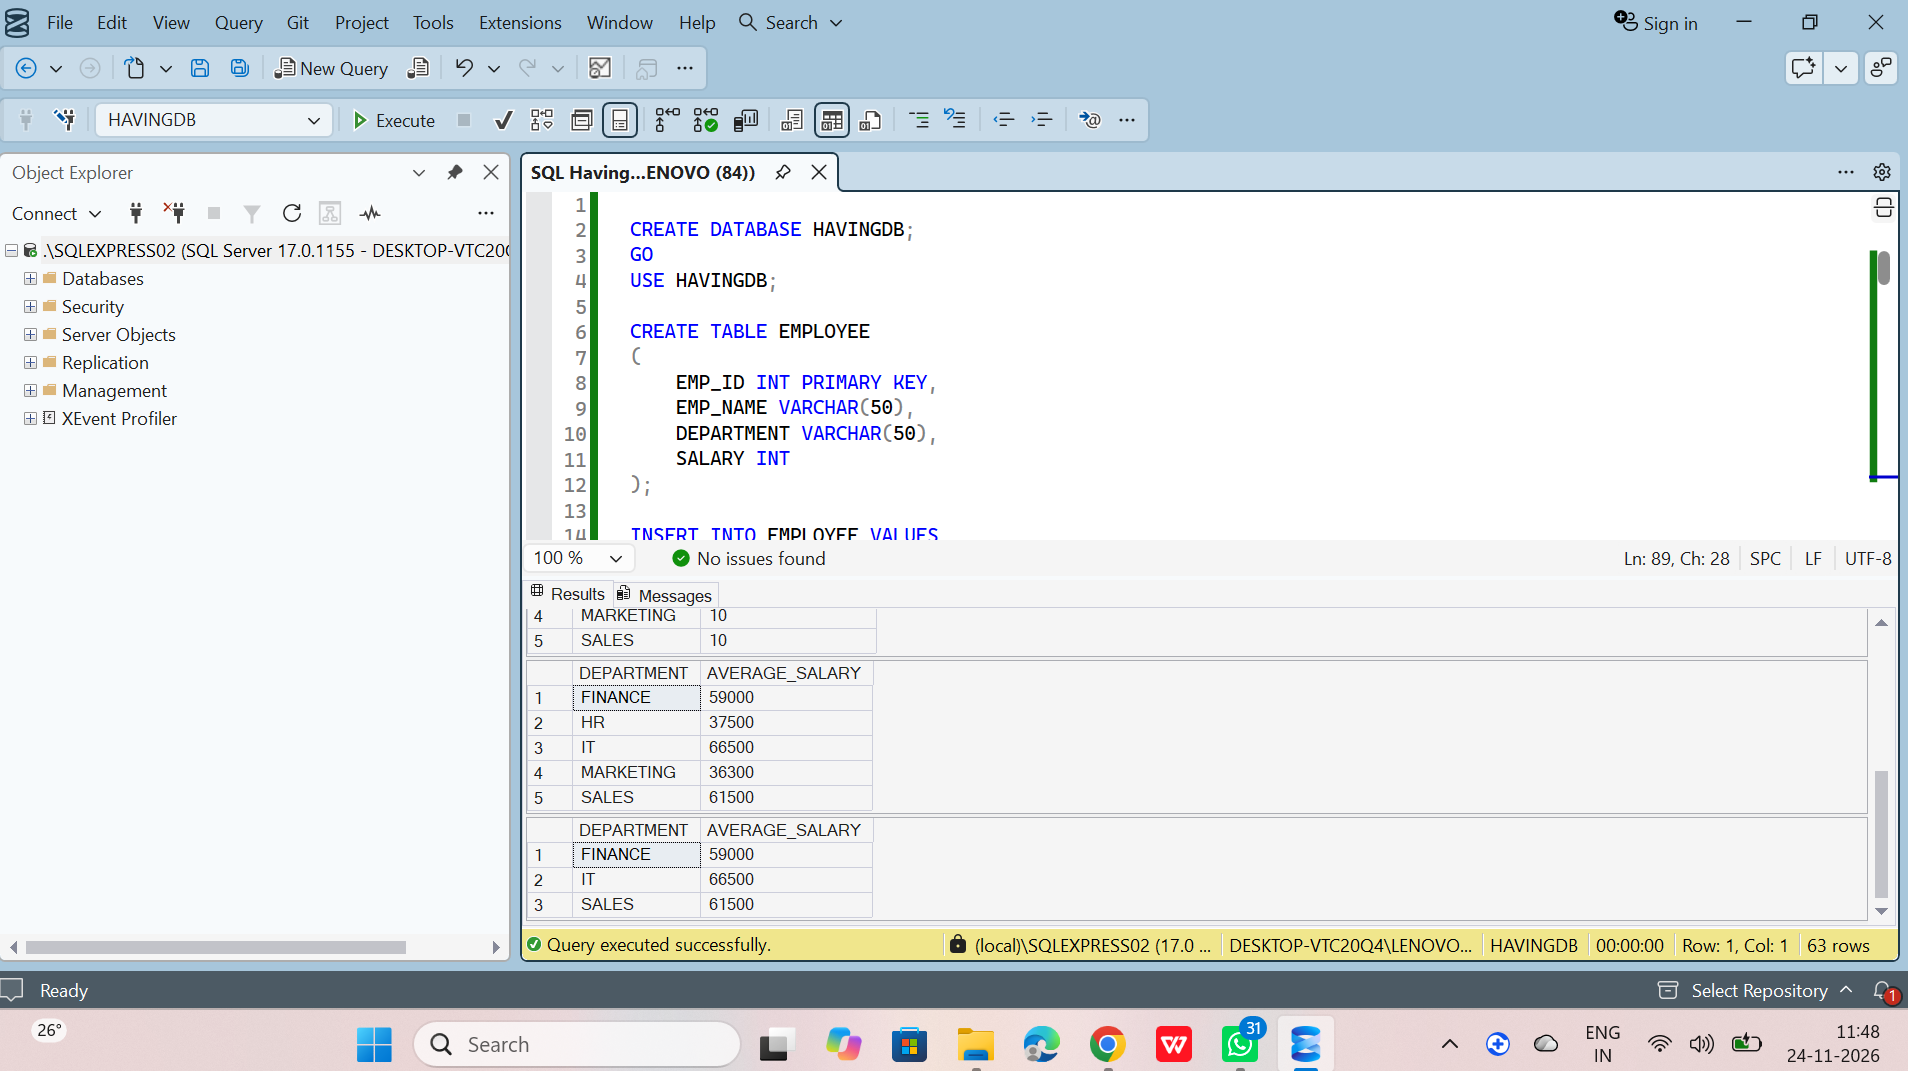 File Edit View Query Git Project Tools Extensions Window Help Search Sign in
New Query
HAVINGDB Execute
Object Explorer
Connect
.\SQLEXPRESS02 (SQL Server 17.0.1155 - DESKTOP-VTC20
Databases
Security
Server Objects
Replication
Management
XEvent Profiler
SQL Having...ENOVO (84))
1
2 CREATE DATABASE HAVINGDB;
3 GO
4 USE HAVINGDB;
5
6 CREATE TABLE EMPLOYEE
7 (
8 EMP_ID INT PRIMARY KEY,
9 EMP_NAME VARCHAR(50),
10 DEPARTMENT VARCHAR(50),
11 SALARY INT
12 );
13
14 INSERT INTO EMPLOYEE VALUES
100 % No issues found Ln: 89, Ch: 28 SPC LF UTF-8
Results Messages
4 MARKETING 10
5 SALES 10
DEPARTMENT AVERAGE_SALARY
1 FINANCE 59000
2 HR 37500
3 IT 66500
4 MARKETING 36300
5 SALES 61500
DEPARTMENT AVERAGE_SALARY
1 FINANCE 59000
2 IT 66500
3 SALES 61500
Query executed successfully. (local)\SQLEXPRESS02 (17.0 ... DESKTOP-VTC20Q4\LENOVO... HAVINGDB 00:00:00 Row: 1, Col: 1 63 rows
Ready Select Repository 1
26° Search 31 ENG IN 11:48
24-11-2026